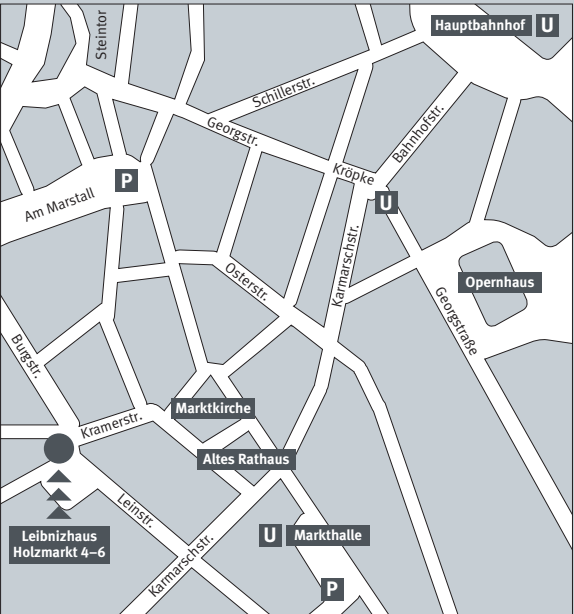 Steintor
Hauptbahnhof U
Schillerstr.
Georgstr.
Bahnhofstr.
Kröpke
P
U
Am Marstall
Karmarschstr.
Osterstr.
Opernhaus
Georgstraße
Burgstr.
Marktkirche
Kramerstr.
Altes Rathaus
Leinstr.
Leibnizhaus
Holzmarkt 4–6
U Markthalle
Karmarschstr.
P